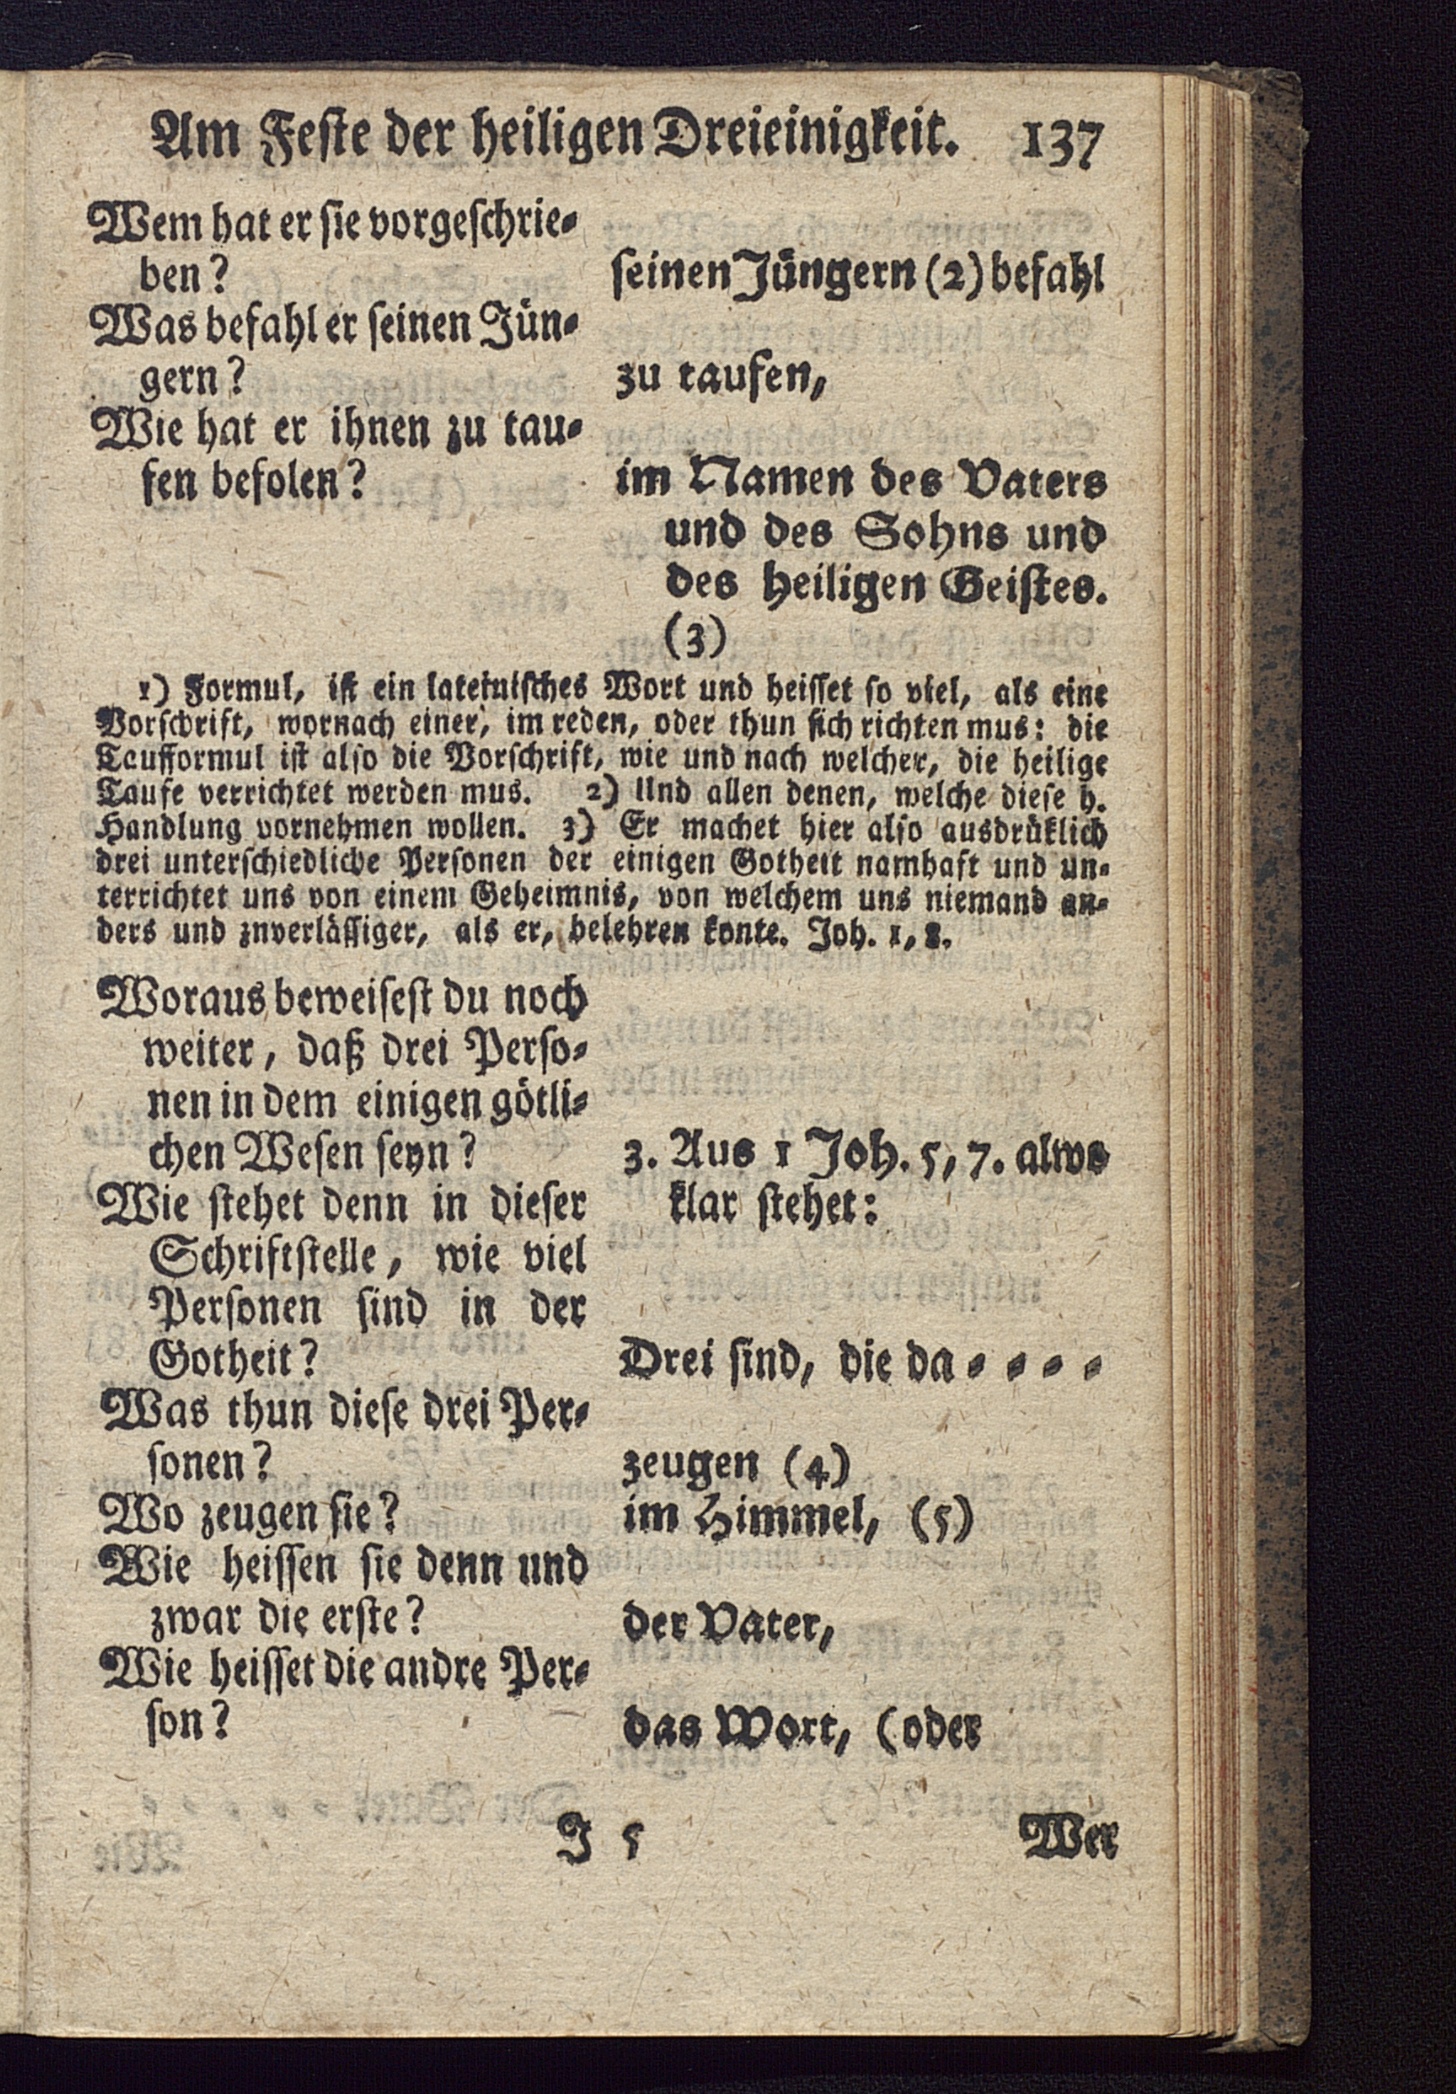 Am Feste der heiligen Dreieinigkeit. 137
Wem hat er sie vorgeschrie-
ben?
seinen Jüngern (2) befahl
Was befahl er seinen Jün-
gern?
zu taufen,
Wie hat er ihnen zu tau-
fen befolen?
im Namen des Vaters
und des Sohns und
des heiligen Geistes.
(3)
1) Formul, ist ein lateinisches Wort und heisset so viel, als eine
Vorschrift, wornach einer, im reden, oder thun sich richten mus: die
Taufformul ist also die Vorschrift, wie und nach welcher, die heilige
Taufe verrichtet werden mus. 2) Und allen denen, welche diese h.
Handlung vornehmen wollen. 3) Er machet hier also ausdrüklich
drei unterschiedliche Personen der einigen Gotheit namhaft und un-
terrichtet uns von einem Geheimnis, von welchem uns niemand an-
ders und znverlässiger, als er, belehren konte. Joh. 1, 8.
Woraus beweisest du noch
weiter, daß drei Perso-
nen in dem einigen götli-
chen Wesen seyn?
3. Aus 1 Joh. 5, 7. alwo
klar stehet:
Wie stehet denn in dieser
Schriftstelle, wie viel
Personen sind in der
Gotheit?
Drei sind, die da - - - -
Was thun diese drei Per-
sonen?
zeugen (4)
Wo zeugen sie?
im Himmel, (5)
Wie heissen sie denn und
zwar die erste?
der Vater,
Wie heisset die andre Per-
son?
das Wort, (oder
J 5
Wer